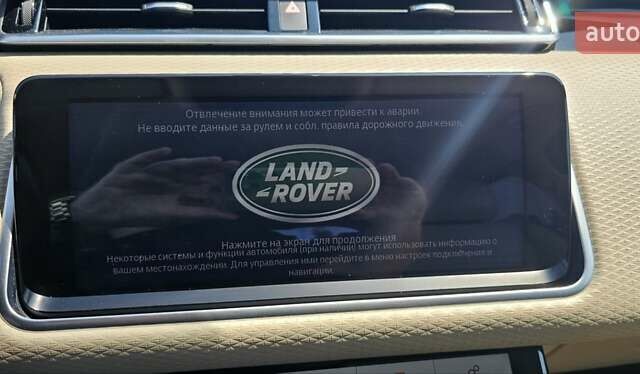 auto
Отвлечение внимания может привести к аварии.
Не вводите данные за рулем и собл. правила дорожного движения.
LAND
ROVER
Нажмите на экран для продолжения
Некоторые системы и функции автомобиля (при наличии) могут использовать информацию о
вашем местонахождении. Для управления ими перейдите в меню настроек подключения и
навигации.